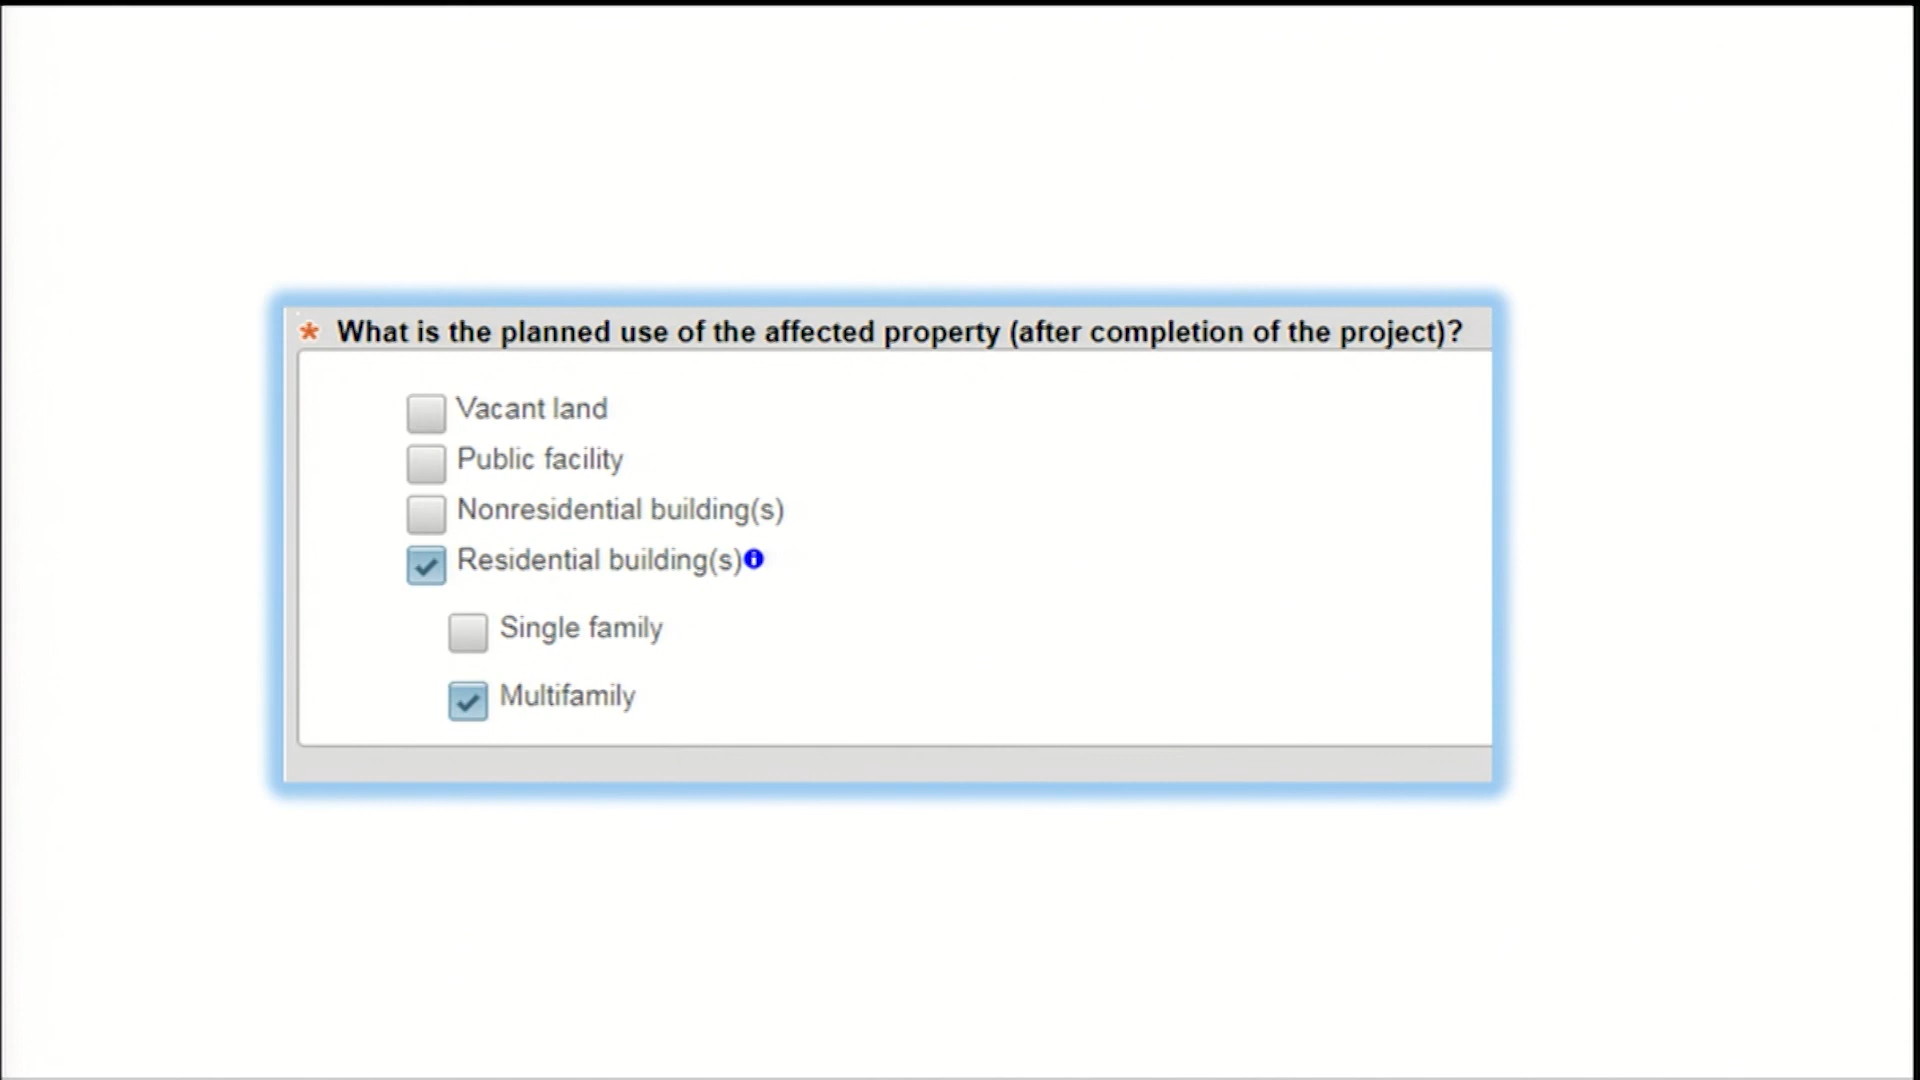 * What is the planned use of the affected property (after completion of the project)?
Vacant land
Public facility
Nonresidential building(s)
Residential building(s)
Single family
Multifamily